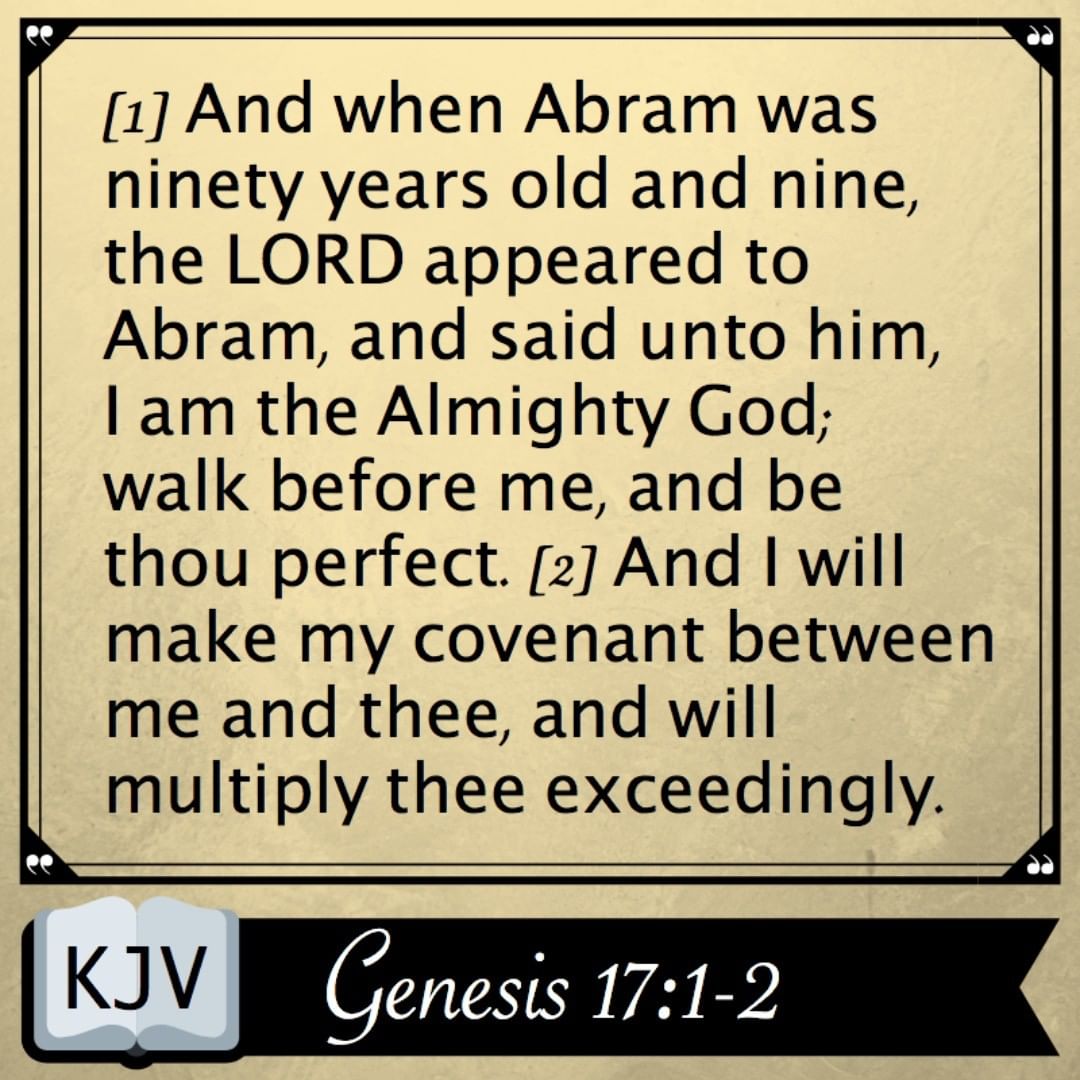 [1] And when Abram was
ninety years old and nine,
the LORD appeared to
Abram, and said unto him,
I am the Almighty God;
walk before me, and be
thou perfect. [2] And I will
make my covenant between
me and thee, and will
multiply thee exceedingly.
KJV
Genesis 17:1-2